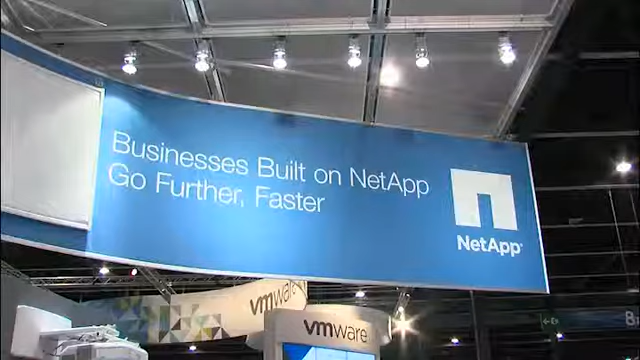 Businesses Built on NetApp
Go Further, Faster
NetApp®
vmware
vmware